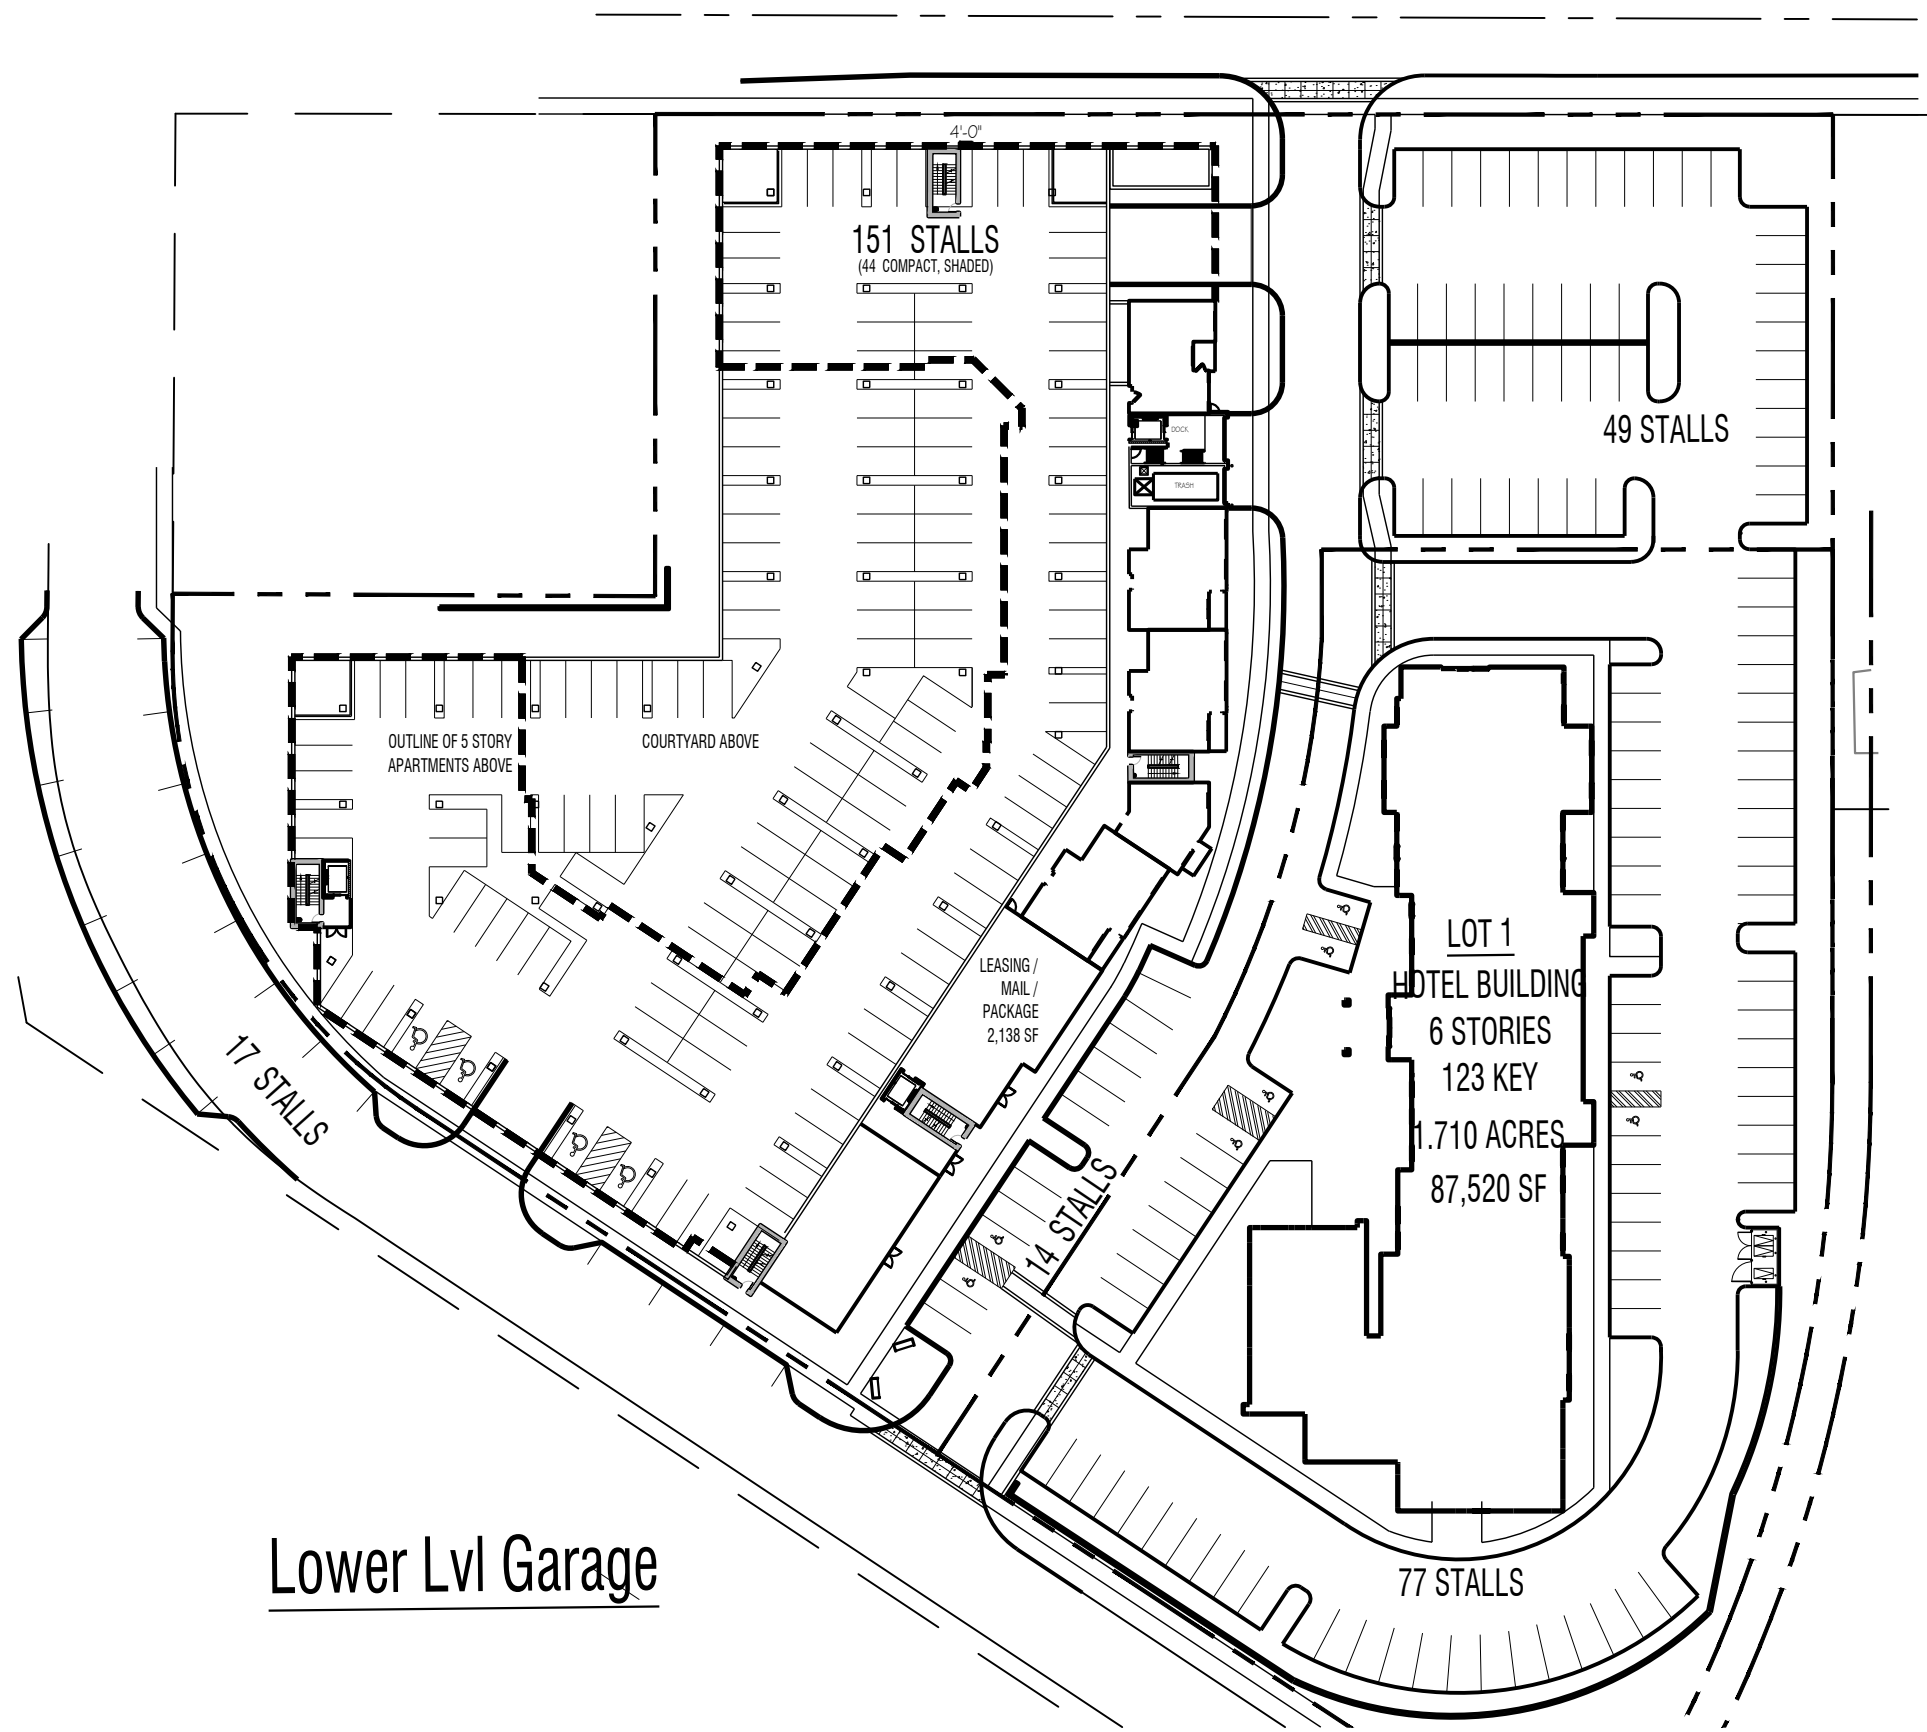 4'-0"
151 STALLS
(44 COMPACT, SHADED)
49 STALLS
DOCK
TRASH
OUTLINE OF 5 STORY
APARTMENTS ABOVE
COURTYARD ABOVE
LEASING /
MAIL /
PACKAGE
2,138 SF
LOT 1
HOTEL BUILDING
6 STORIES
123 KEY
1.710 ACRES
87,520 SF
17 STALLS
14 STALLS
77 STALLS
Lower Lvl Garage